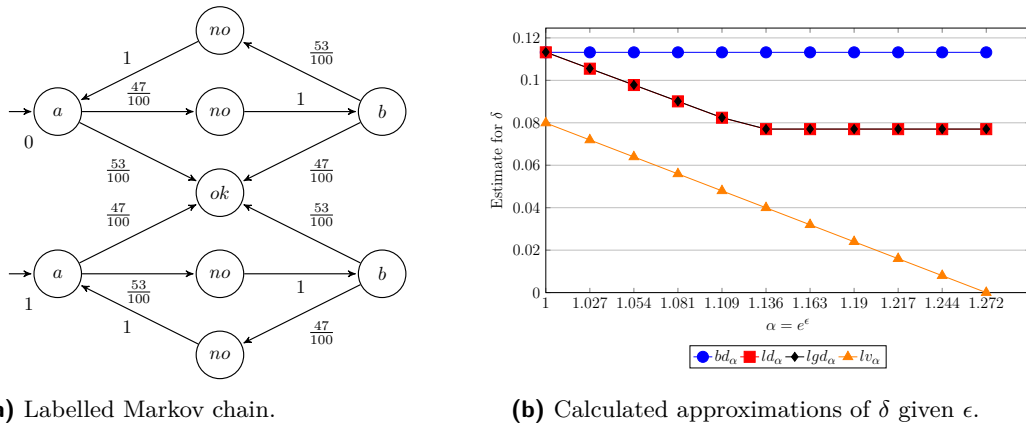 no
1
53/100
47/100
a
no
1
b
0
53/100
47/100
ok
47/100
53/100
a
no
b
1
53/100
1
1
47/100
no
) Labelled Markov chain.
Estimate for δ
0.12
0.1
0.08
0.06
0.04
0.02
0
1 1.027 1.054 1.081 1.109 1.136 1.163 1.19 1.217 1.244 1.272
α = e^ϵ
bd_α ld_α lgd_α lv_α
(b) Calculated approximations of δ given ϵ.